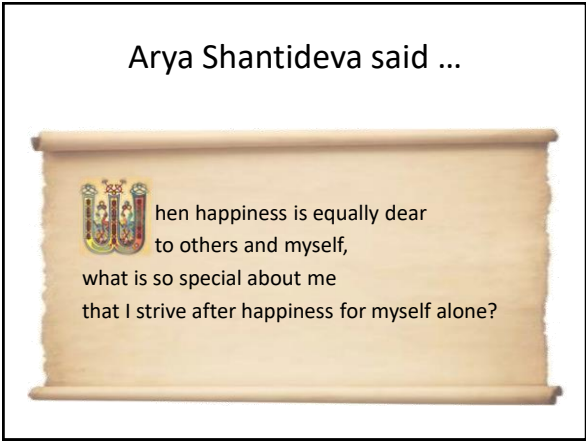 Arya Shantideva said …
When happiness is equally dear
to others and myself,
what is so special about me
that I strive after happiness for myself alone?